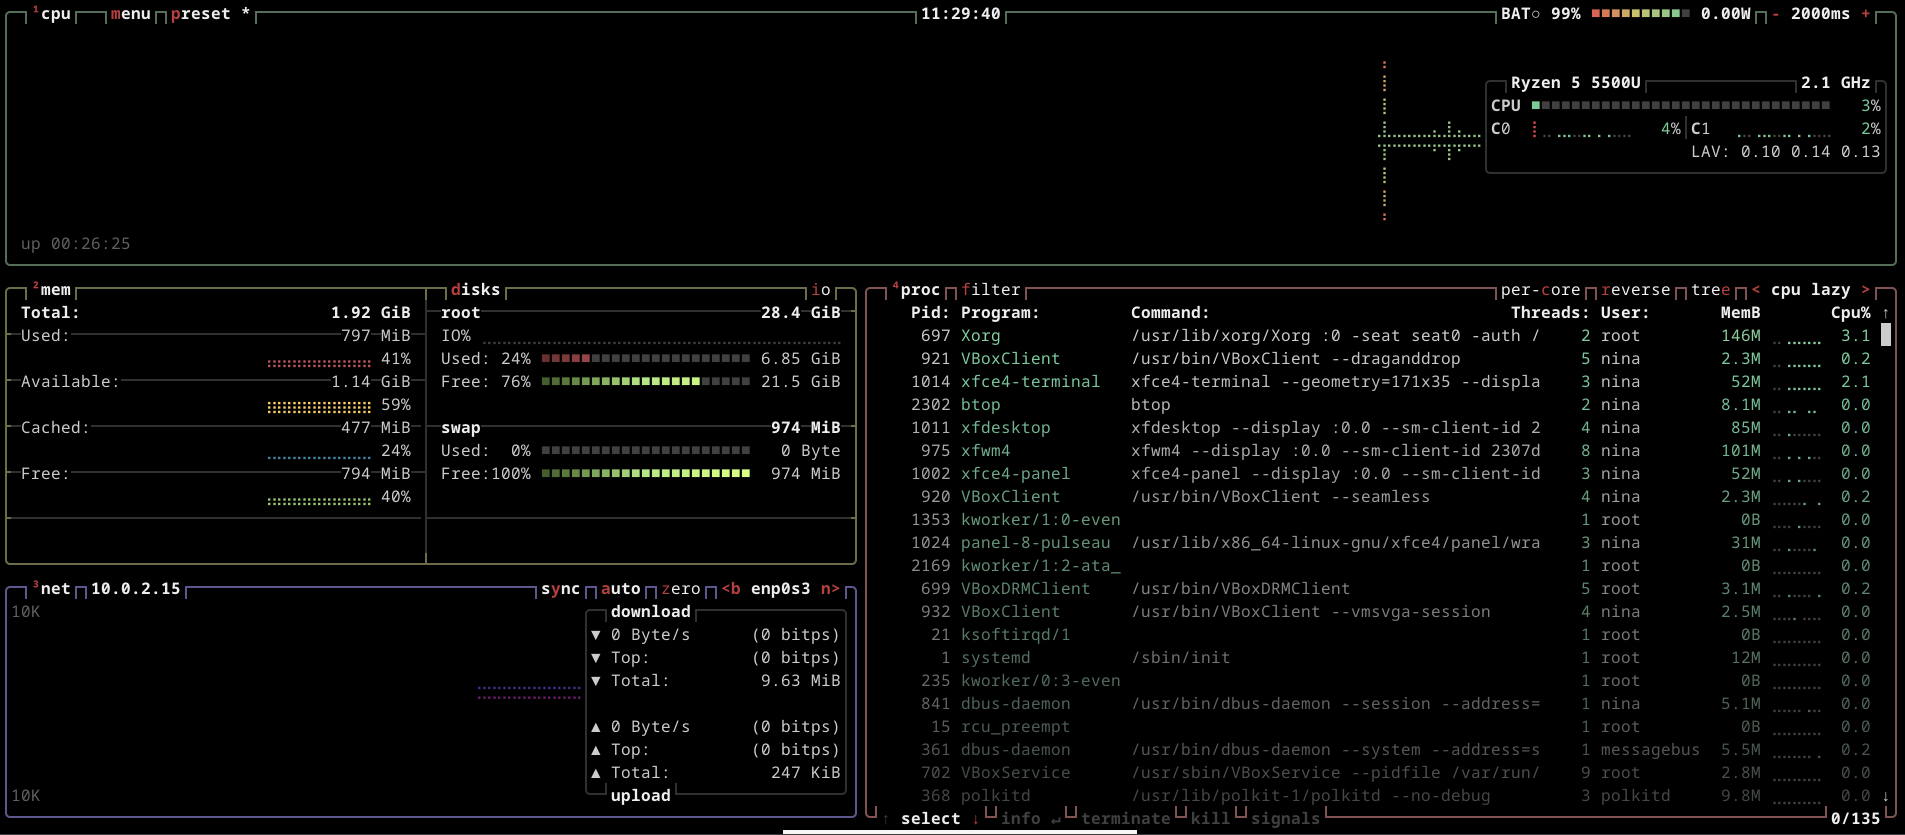 ¹cpu menu preset * 11:29:40 BAT○ 99% 0.00W - 2000ms +
Ryzen 5 5500U 2.1 GHz
CPU 3%
C0 4% C1 2%
LAV: 0.10 0.14 0.13
up 00:26:25
²mem
Total: 1.92 GiB
Used: 797 MiB
41%
Available: 1.14 GiB
59%
Cached: 477 MiB
24%
Free: 794 MiB
40%
disks io
root 28.4 GiB
IO%
Used: 24% 6.85 GiB
Free: 76% 21.5 GiB
swap 974 MiB
Used: 0% 0 Byte
Free:100% 974 MiB
³net 10.0.2.15 sync auto zero <b enp0s3 n>
10K
download
▼ 0 Byte/s (0 bitps)
▼ Top: (0 bitps)
▼ Total: 9.63 MiB
▲ 0 Byte/s (0 bitps)
▲ Top: (0 bitps)
▲ Total: 247 KiB
10K
upload
⁴proc filter per-core reverse tree < cpu lazy >
Pid: Program: Command: Threads: User: MemB Cpu% ↑
697 Xorg /usr/lib/xorg/Xorg :0 -seat seat0 -auth / 2 root 146M 3.1
921 VBoxClient /usr/bin/VBoxClient --draganddrop 5 nina 2.3M 0.2
1014 xfce4-terminal xfce4-terminal --geometry=171x35 --displa 3 nina 52M 2.1
2302 btop btop 2 nina 8.1M 0.0
1011 xfdesktop xfdesktop --display :0.0 --sm-client-id 2 4 nina 85M 0.0
975 xfwm4 xfwm4 --display :0.0 --sm-client-id 2307d 8 nina 101M 0.0
1002 xfce4-panel xfce4-panel --display :0.0 --sm-client-id 3 nina 52M 0.0
920 VBoxClient /usr/bin/VBoxClient --seamless 4 nina 2.3M 0.2
1353 kworker/1:0-even 1 root 0B 0.0
1024 panel-8-pulseau /usr/lib/x86_64-linux-gnu/xfce4/panel/wra 3 nina 31M 0.0
2169 kworker/1:2-ata_ 1 root 0B 0.0
699 VBoxDRMClient /usr/bin/VBoxDRMClient 5 root 3.1M 0.2
932 VBoxClient /usr/bin/VBoxClient --vmsvga-session 4 nina 2.5M 0.0
21 ksoftirqd/1 1 root 0B 0.0
1 systemd /sbin/init 1 root 12M 0.0
235 kworker/0:3-even 1 root 0B 0.0
841 dbus-daemon /usr/bin/dbus-daemon --session --address= 1 nina 5.1M 0.0
15 rcu_preempt 1 root 0B 0.0
361 dbus-daemon /usr/bin/dbus-daemon --system --address=s 1 messagebus 5.5M 0.2
702 VBoxService /usr/sbin/VBoxService --pidfile /var/run/ 9 root 2.8M 0.0
368 polkitd /usr/lib/polkit-1/polkitd --no-debug 3 polkitd 9.8M 0.0 ↓
↑ select ↓ info ↵ terminate kill signals 0/135